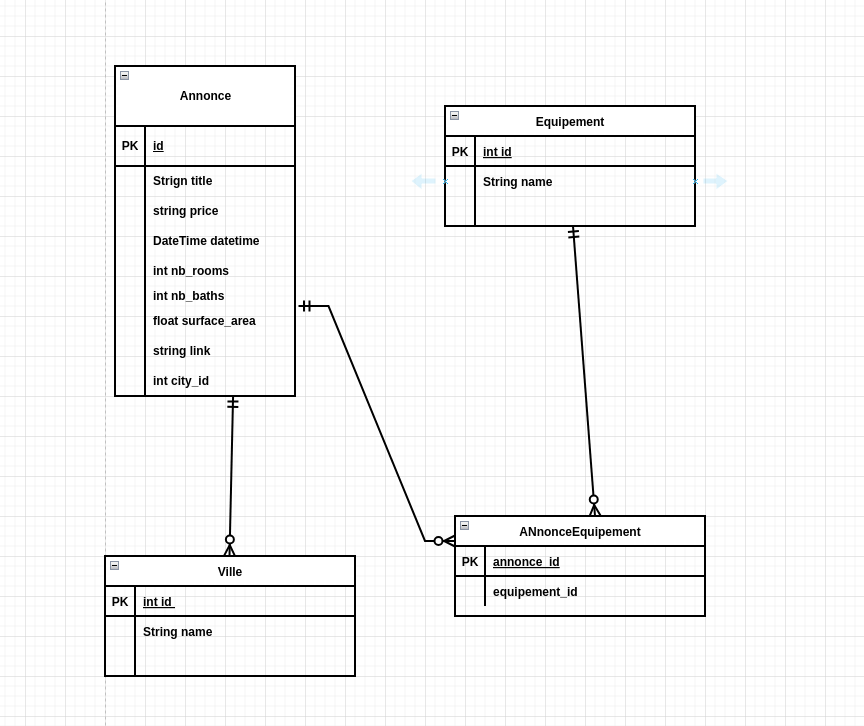 Annonce
PK id
Strign title
string price
DateTime datetime
int nb_rooms
int nb_baths
float surface_area
string link
int city_id
Equipement
PK int id
String name
ANnonceEquipement
PK annonce_id
equipement_id
Ville
PK int id
String name